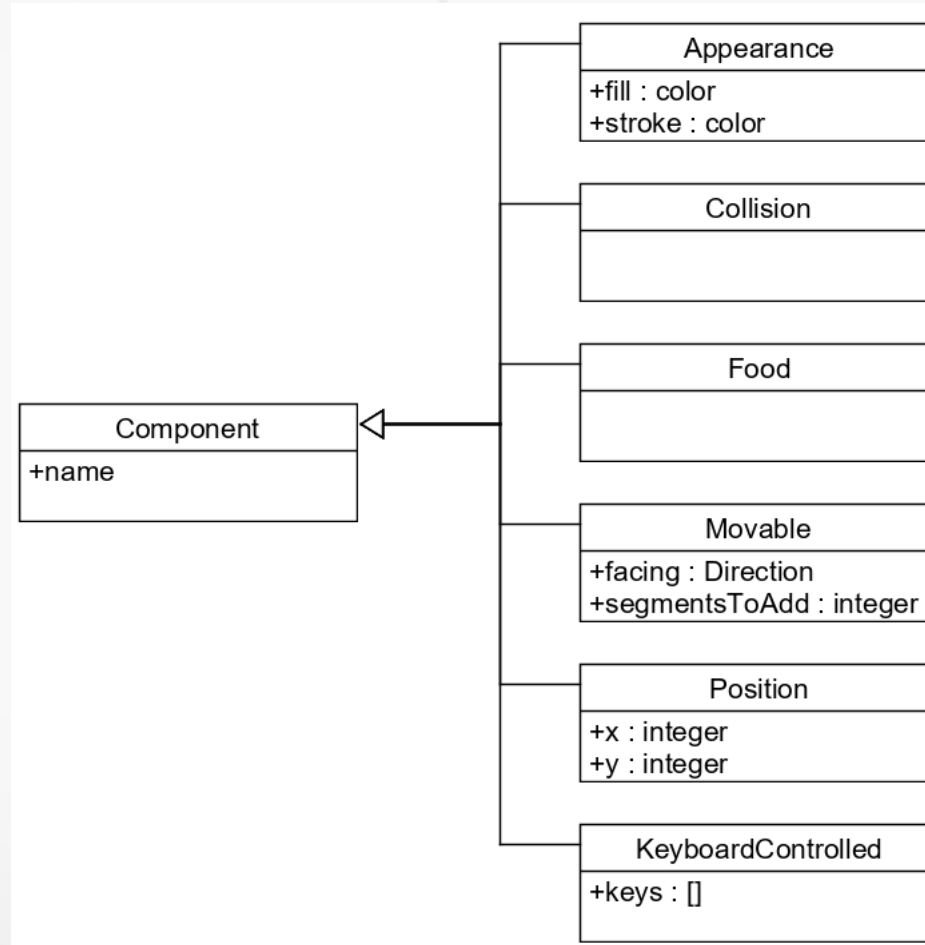 Appearance
+fill : color
+stroke : color
Collision
Food
Component
+name
Movable
+facing : Direction
+segmentsToAdd : integer
Position
+x : integer
+y : integer
KeyboardControlled
+keys : []